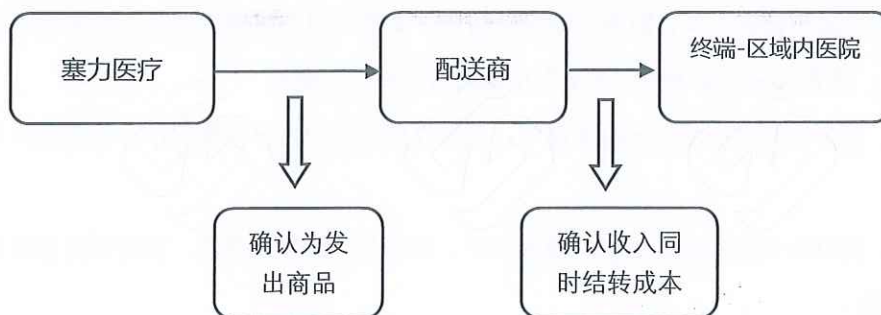 塞力医疗
配送商
终端-区域内医院
确认为发
出商品
确认收入同
时结转成本